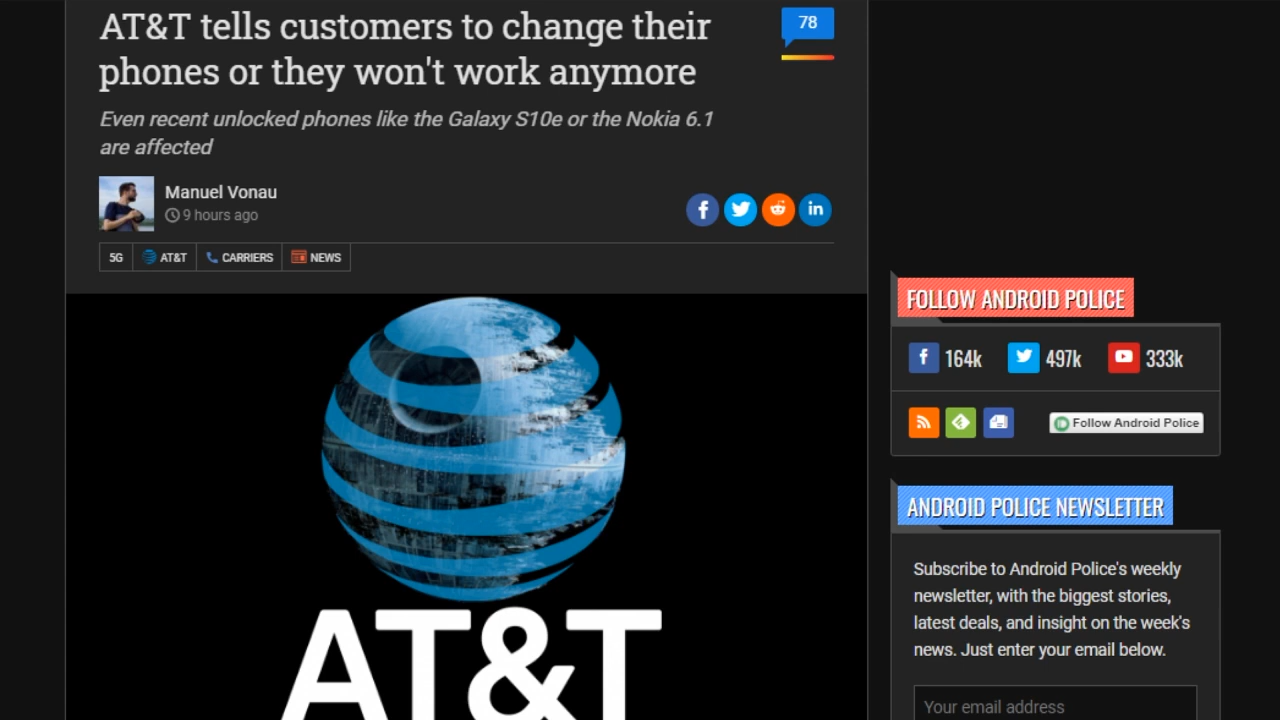 AT&T tells customers to change their
phones or they won't work anymore
78
Even recent unlocked phones like the Galaxy S10e or the Nokia 6.1
are affected
Manuel Vonau
9 hours ago
5G
AT&T
CARRIERS
NEWS
AT&T
FOLLOW ANDROID POLICE
164k
497k
333k
Follow Android Police
ANDROID POLICE NEWSLETTER
Subscribe to Android Police's weekly
newsletter, with the biggest stories,
latest deals, and insight on the week's
news. Just enter your email below.
Your email address